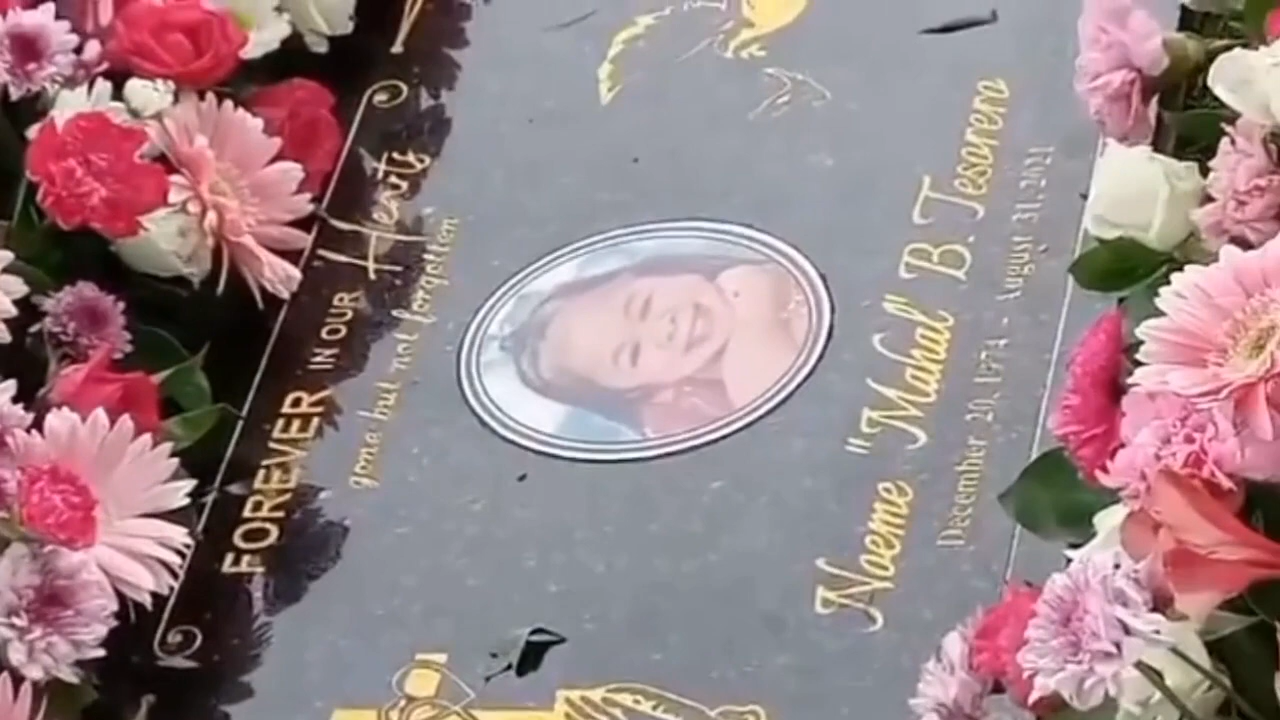 FOREVER IN OUR Hearts
gone but not forgotten
Noeme "Mahal" B. Tesorero
December 20, 1974 - August 31, 2021